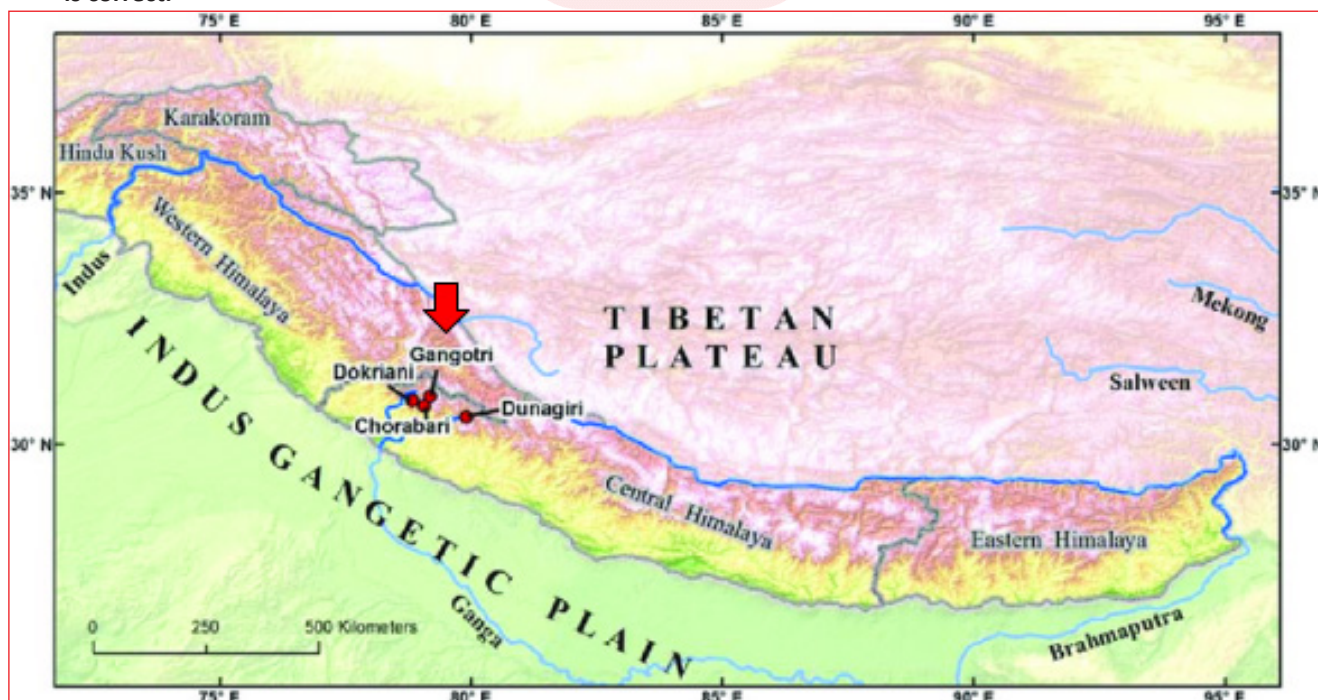 is correct.
75° E 80° E 85° E 90° E 95° E
Karakoram
Hindu Kush
35° N 35° N
Western Himalaya
Indus
Mekong
TIBETAN
PLATEAU
Gangotri
Dokriani
Salween
Dunagiri
Chorabari
30° N 30° N
INDUS GANGETIC PLAIN
Central Himalaya
Eastern Himalaya
Ganga
0 250 500 Kilometers
Brahmaputra
75° E 80° E 85° E 90° E 95° E